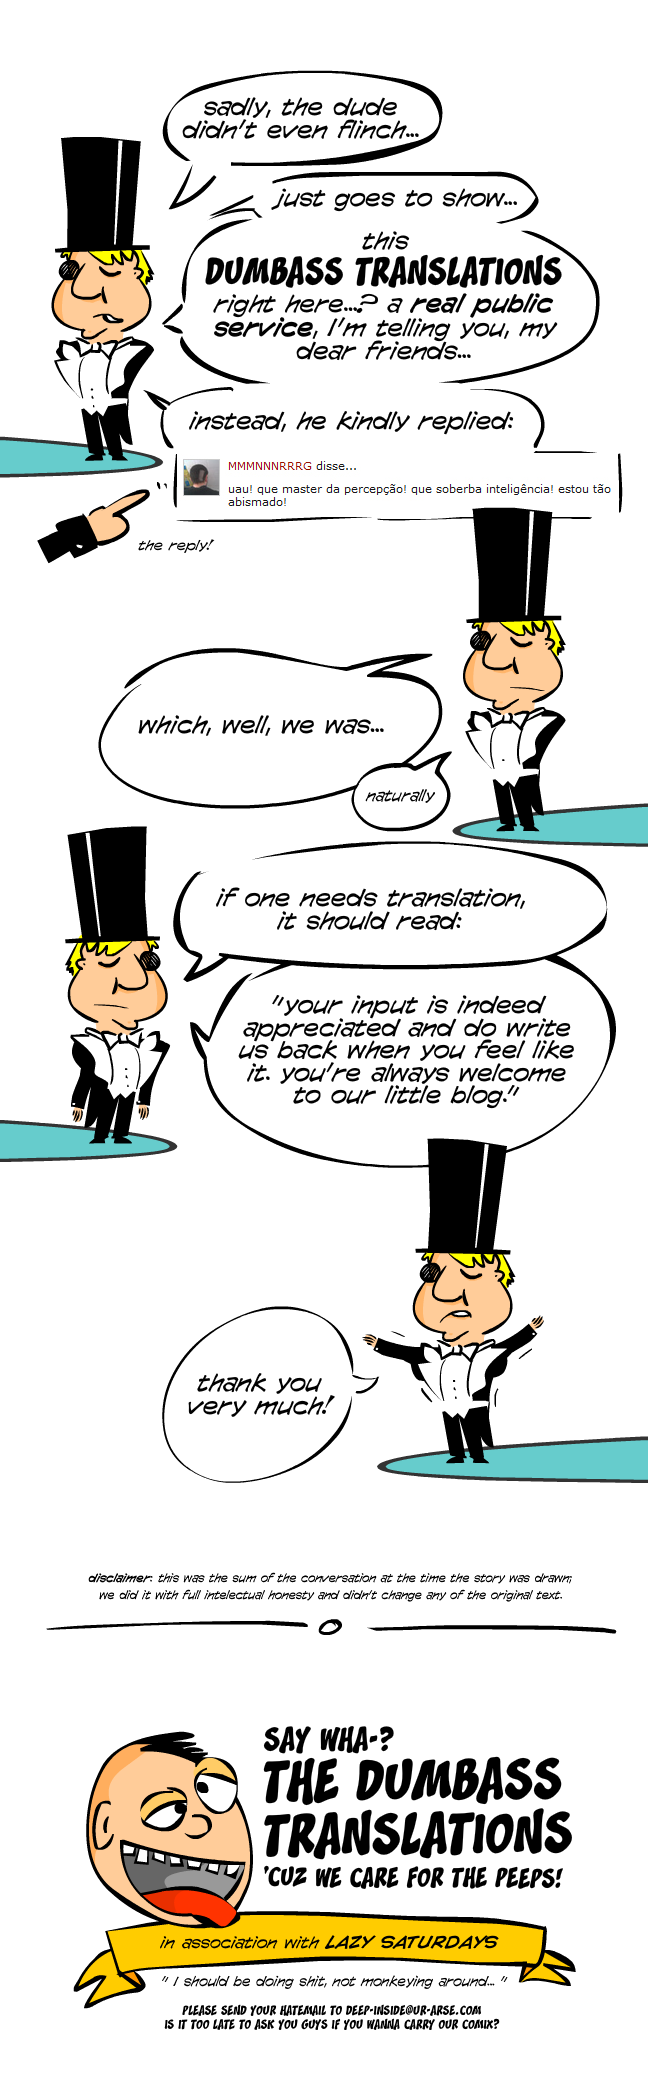 sadly, the dude
didn't even flinch...
just goes to show...
this
DUMBASS TRANSLATIONS
right here...? a real public
service, I'm telling you, my
dear friends...
instead, he kindly replied:
MMMNNNRRRG disse...
uau! que master da percepção! que soberba inteligência! estou tão
abismado!
the reply!
which, well, we was...
naturally
if one needs translation,
it should read:
"your input is indeed
appreciated and do write
us back when you feel like
it. you're always welcome
to our little blog."
thank you
very much!
disclaimer: this was the sum of the conversation at the time the story was drawn;
we did it with full intelectual honesty and didn't change any of the original text.
SAY WHA-?
THE DUMBASS
TRANSLATIONS
'CUZ WE CARE FOR THE PEEPS!
in association with LAZY SATURDAYS
" I should be doing shit, not monkeying around... "
PLEASE SEND YOUR HATEMAIL TO DEEP-INSIDE@UR-ARSE.COM
IS IT TOO LATE TO ASK YOU GUYS IF YOU WANNA CARRY OUR COMIX?